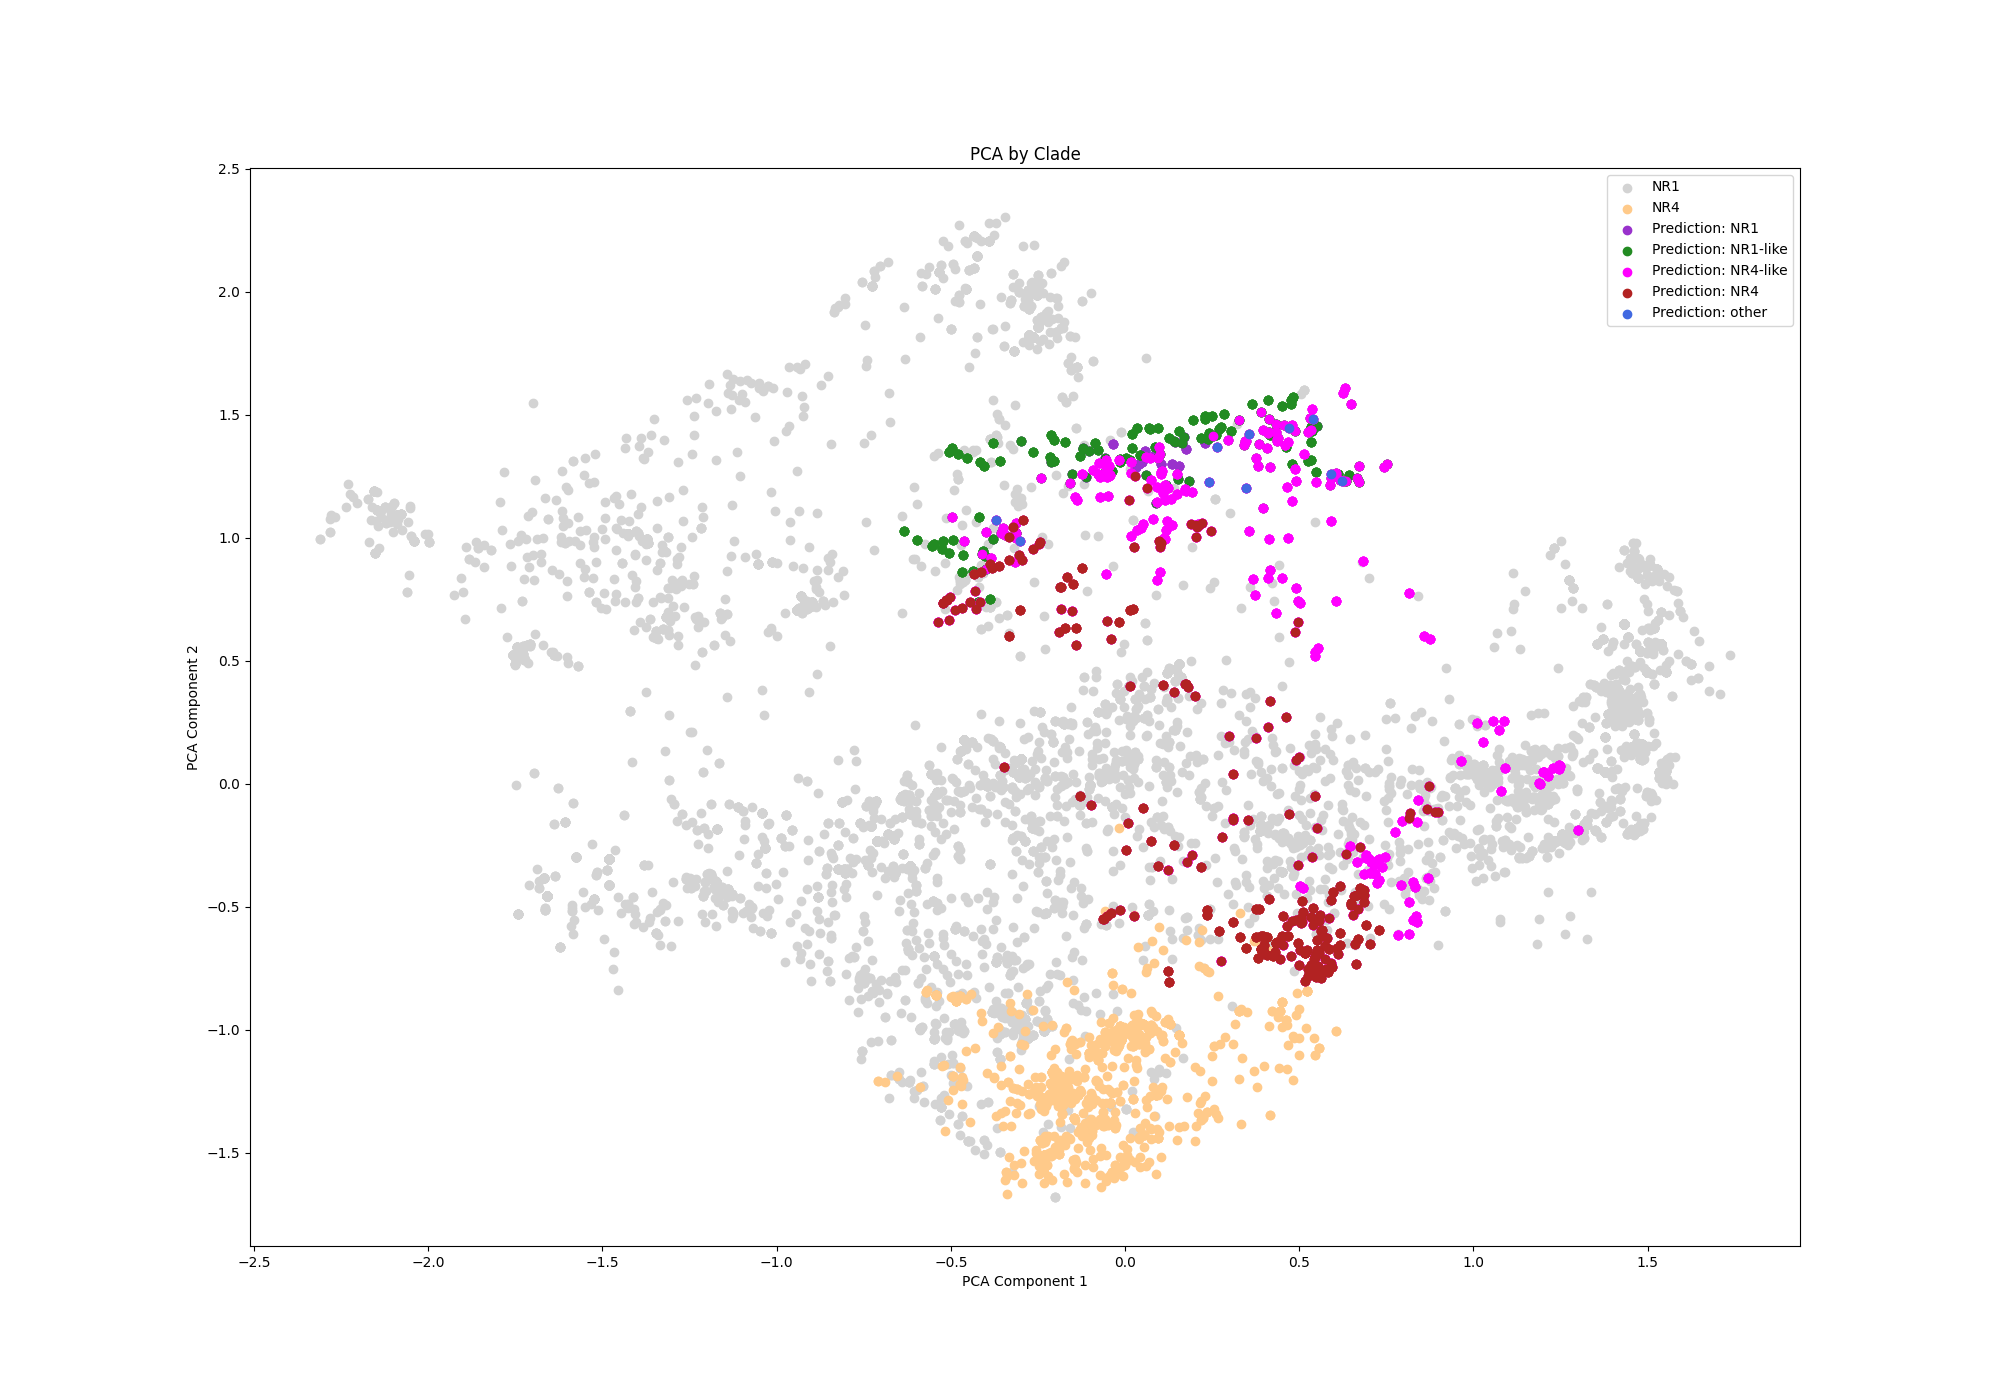 PCA by Clade
NR1
NR4
Prediction: NR1
Prediction: NR1-like
Prediction: NR4-like
Prediction: NR4
Prediction: other
PCA Component 2
2.5
2.0
1.5
1.0
0.5
0.0
−0.5
−1.0
−1.5
−2.5
−2.0
−1.5
−1.0
−0.5
0.0
0.5
1.0
1.5
PCA Component 1